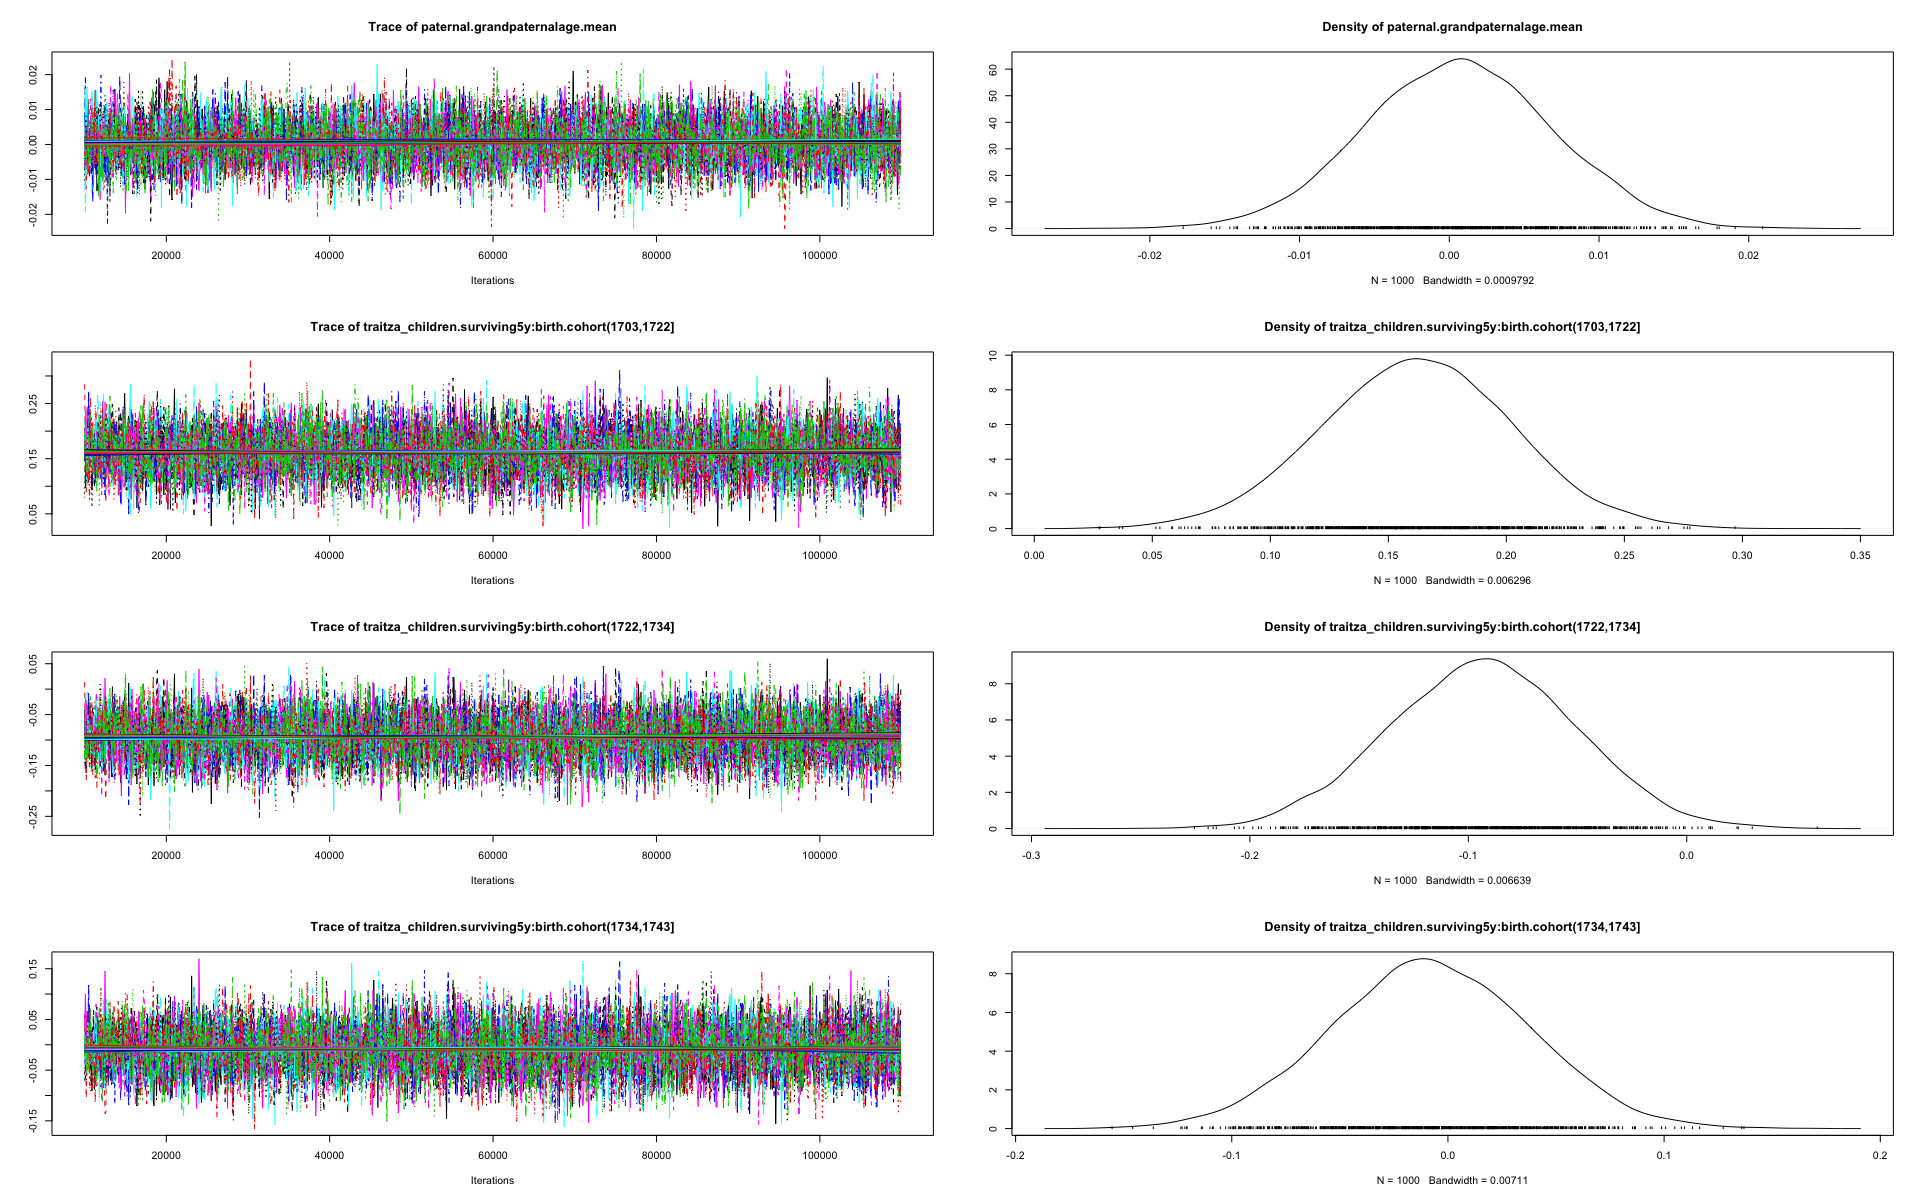 Trace of paternal.grandpaternalage.mean
0.02
0.01
0.00
-0.01
-0.02
20000 40000 60000 80000 100000
Iterations
Density of paternal.grandpaternalage.mean
60
50
40
30
20
10
0
-0.02 -0.01 0.00 0.01 0.02
N = 1000 Bandwidth = 0.0009792
Trace of traitza_children.surviving5y:birth.cohort(1703,1722]
0.25
0.15
0.05
20000 40000 60000 80000 100000
Iterations
Density of traitza_children.surviving5y:birth.cohort(1703,1722]
10
8
6
4
2
0
0.00 0.05 0.10 0.15 0.20 0.25 0.30 0.35
N = 1000 Bandwidth = 0.006296
Trace of traitza_children.surviving5y:birth.cohort(1722,1734]
0.05
-0.05
-0.15
-0.25
20000 40000 60000 80000 100000
Iterations
Density of traitza_children.surviving5y:birth.cohort(1722,1734]
8
6
4
2
0
-0.3 -0.2 -0.1 0.0
N = 1000 Bandwidth = 0.006639
Trace of traitza_children.surviving5y:birth.cohort(1734,1743]
0.15
0.05
-0.05
-0.15
20000 40000 60000 80000 100000
Iterations
Density of traitza_children.surviving5y:birth.cohort(1734,1743]
8
6
4
2
0
-0.2 -0.1 0.0 0.1 0.2
N = 1000 Bandwidth = 0.00711